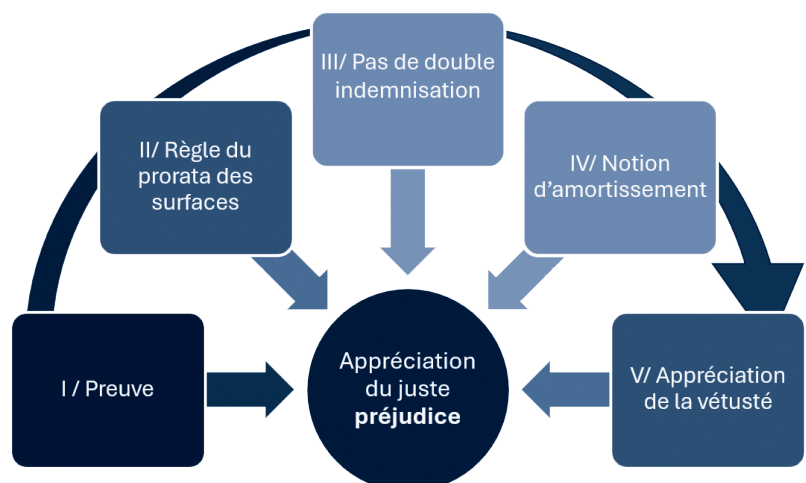 III/ Pas de double
indemnisation
II/ Règle du
prorata des
surfaces
IV/ Notion
d’amortissement
I / Preuve
Appréciation
du juste
préjudice
V/ Appréciation
de la vétusté